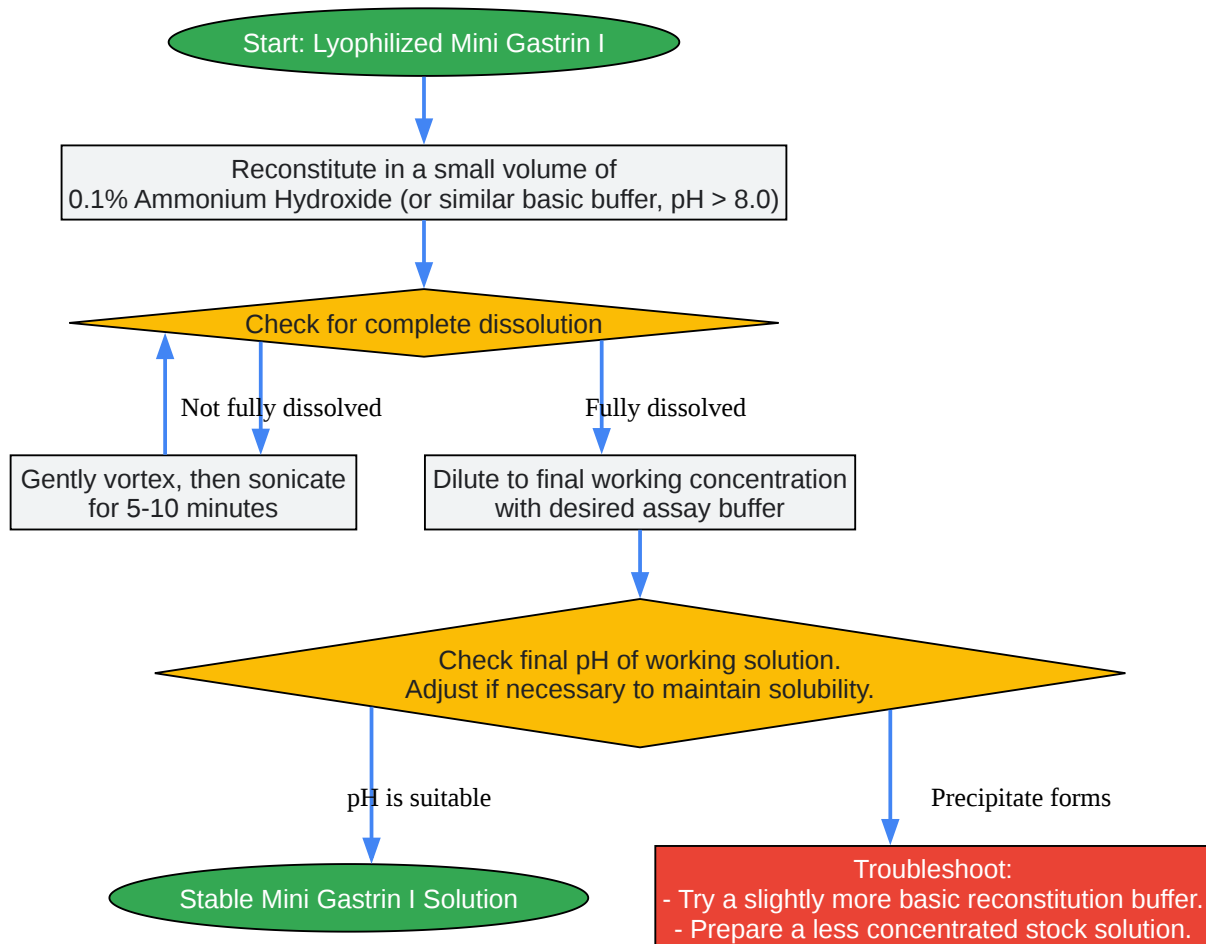 Start: Lyophilized Mini Gastrin I
Reconstitute in a small volume of
0.1% Ammonium Hydroxide (or similar basic buffer, pH > 8.0)
Check for complete dissolution
Not fully dissolved
Fully dissolved
Gently vortex, then sonicate
for 5-10 minutes
Dilute to final working concentration
with desired assay buffer
Check final pH of working solution.
Adjust if necessary to maintain solubility.
pH is suitable
Precipitate forms
Stable Mini Gastrin I Solution
Troubleshoot:
- Try a slightly more basic reconstitution buffer.
- Prepare a less concentrated stock solution.